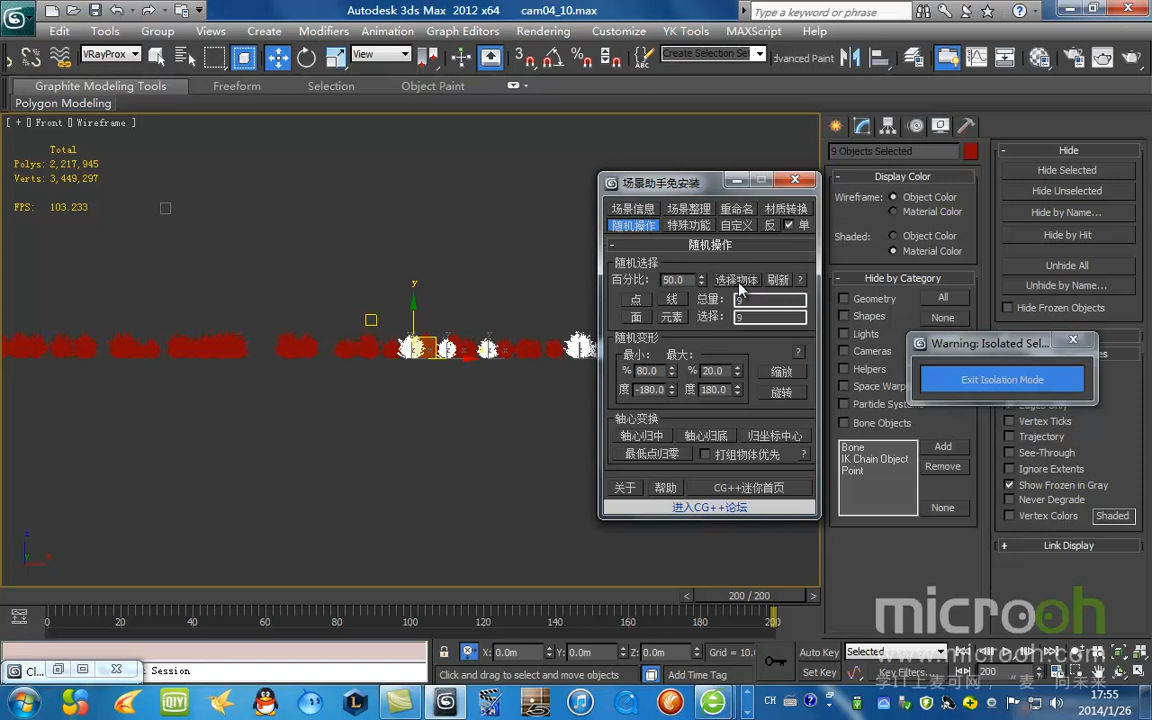 Autodesk 3ds Max 2012 x64 cam04_10.max
Type a keyword or phrase
Edit Tools Group Views Create Modifiers Animation Graph Editors Rendering Customize YK Tools MAXScript Help
VRayProx View Create Selection Set dvanced Paint
Graphite Modeling Tools Freeform Selection Object Paint
Polygon Modeling
[ + ] [ Front ] [ Wireframe ]
Total
Polys: 2,217,945
Verts: 3,449,297
FPS: 103.233
y
场景助手免安装
场景信息 场景整理 重命名 材质转换
随机操作 特殊功能 自定义 反 单
随机操作
随机选择
百分比: 50.0 选择物体 刷新 ?
点 线 总量: 9
面 元素 选择: 9
随机变形
最小: 最大: ?
% 80.0 % 20.0 缩放
度 -180.0 度 180.0 旋转
轴心变换
轴心归中 轴心归底 归坐标中心
最低点归零 打组物体优先 ?
关于 帮助 CG++迷你首页
进入CG++论坛
9 Objects Selected
Display Color
Wireframe: Object Color
Material Color
Shaded: Object Color
Material Color
Hide by Category
Geometry All
Shapes None
Lights
Cameras
Helpers
Space Warp
Particle System
Bone Objects
Bone
IK Chain Object
Point
Add
Remove
None
Hide
Hide Selected
Hide Unselected
Hide by Name...
Hide by Hit
Unhide All
Unhide by Name...
Hide Frozen Objects
Warning: Isolated Sel...
Exit Isolation Mode
Vertex Ticks
Trajectory
See-Through
Ignore Extents
Show Frozen in Gray
Never Degrade
Vertex Colors Shaded
Link Display
200 / 200
0 20 40 60 80 100 120 140 160 180 200
microoh
www.microoh.com
X: 0.0m Y: 0.0m Z: 0.0m Grid = 10.
Auto Key Selected
Session
Click and drag to select and move objects
Add Time Tag
Set Key Key Filters...
CH
17:55
2014/1/26